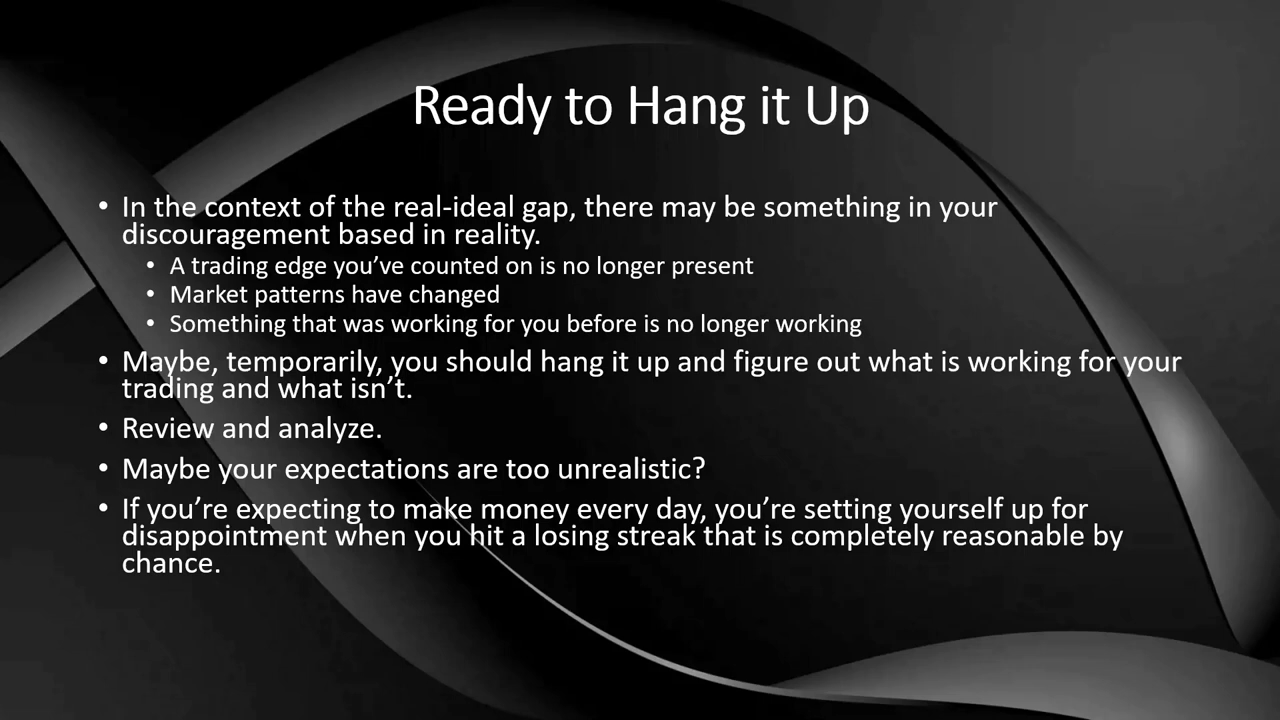 Ready to Hang it Up
• In the context of the real-ideal gap, there may be something in your
discouragement based in reality.
• A trading edge you’ve counted on is no longer present
• Market patterns have changed
• Something that was working for you before is no longer working
• Maybe, temporarily, you should hang it up and figure out what is working for your
trading and what isn’t.
• Review and analyze.
• Maybe your expectations are too unrealistic?
• If you’re expecting to make money every day, you’re setting yourself up for
disappointment when you hit a losing streak that is completely reasonable by
chance.